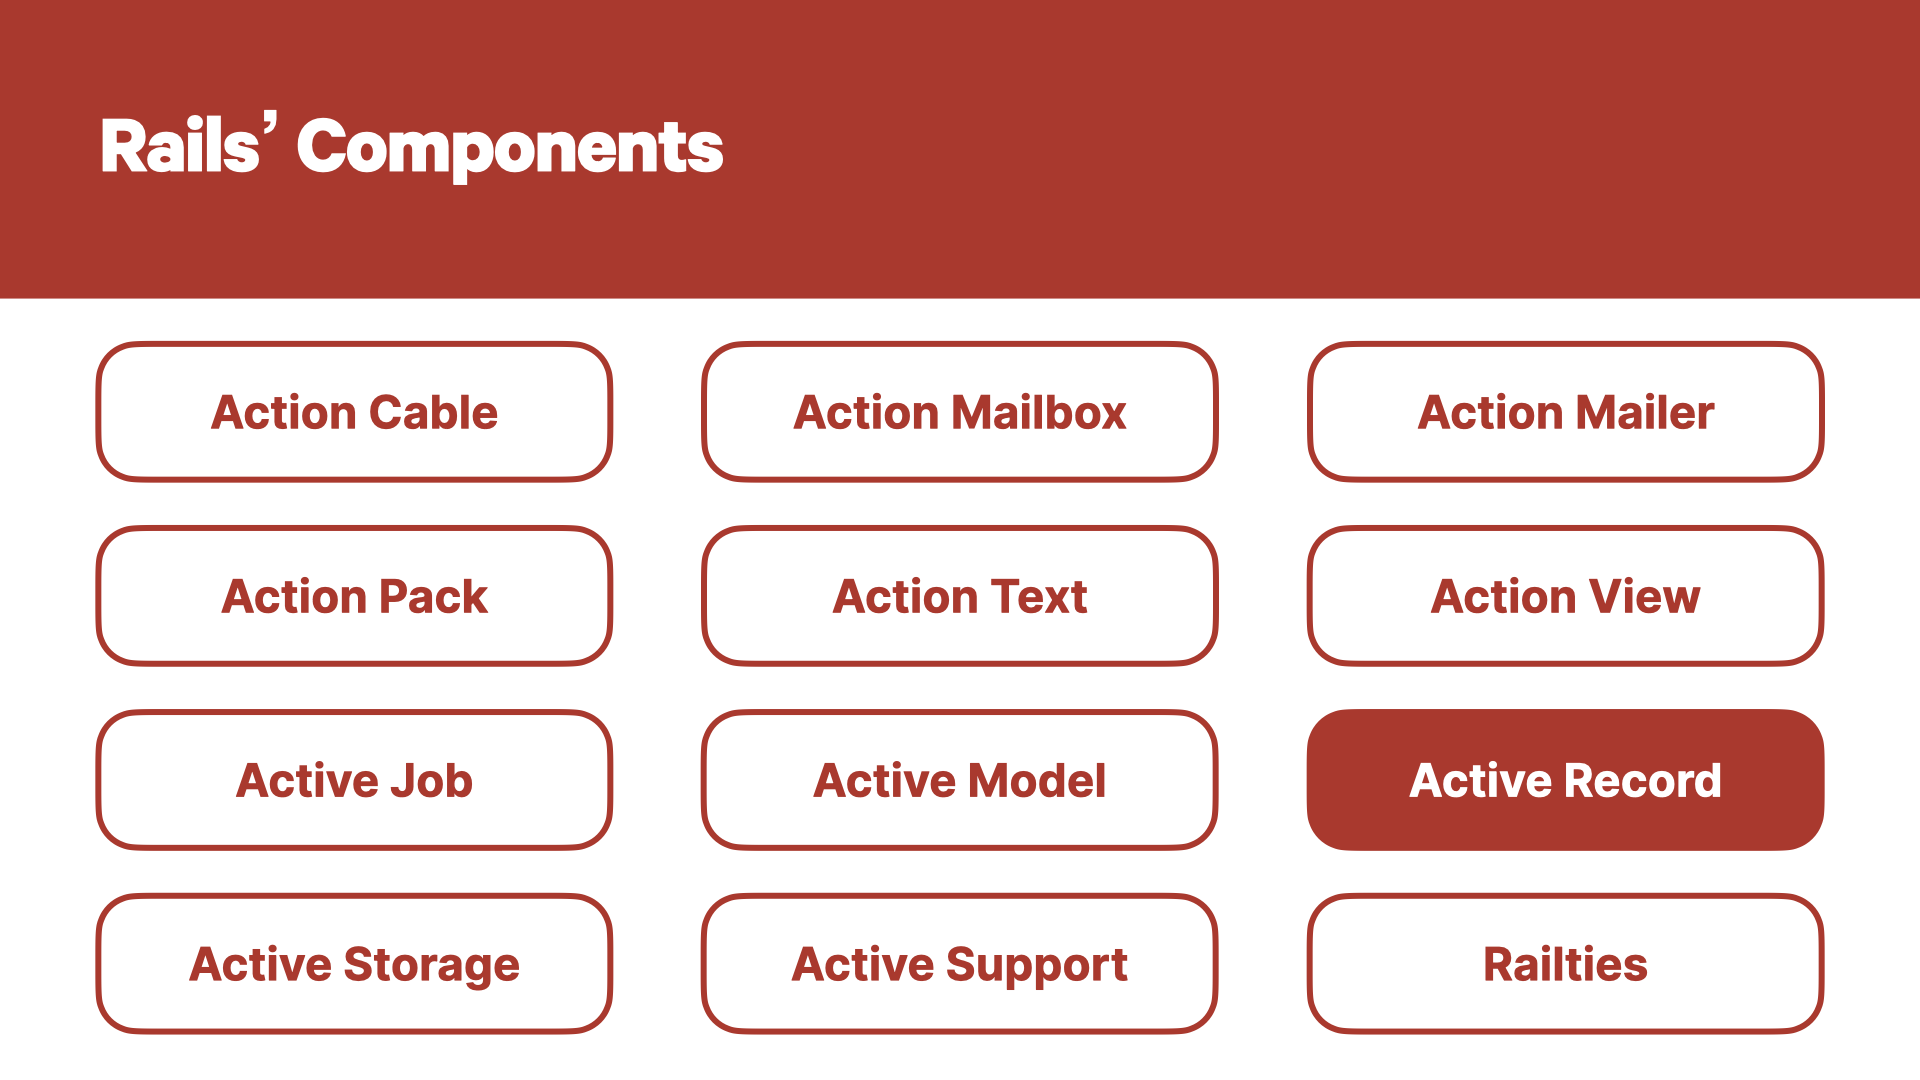 Rails’ Components
Action Cable
Action Mailbox
Action Mailer
Action Pack
Action Text
Action View
Active Job
Active Model
Active Record
Active Storage
Active Support
Railties